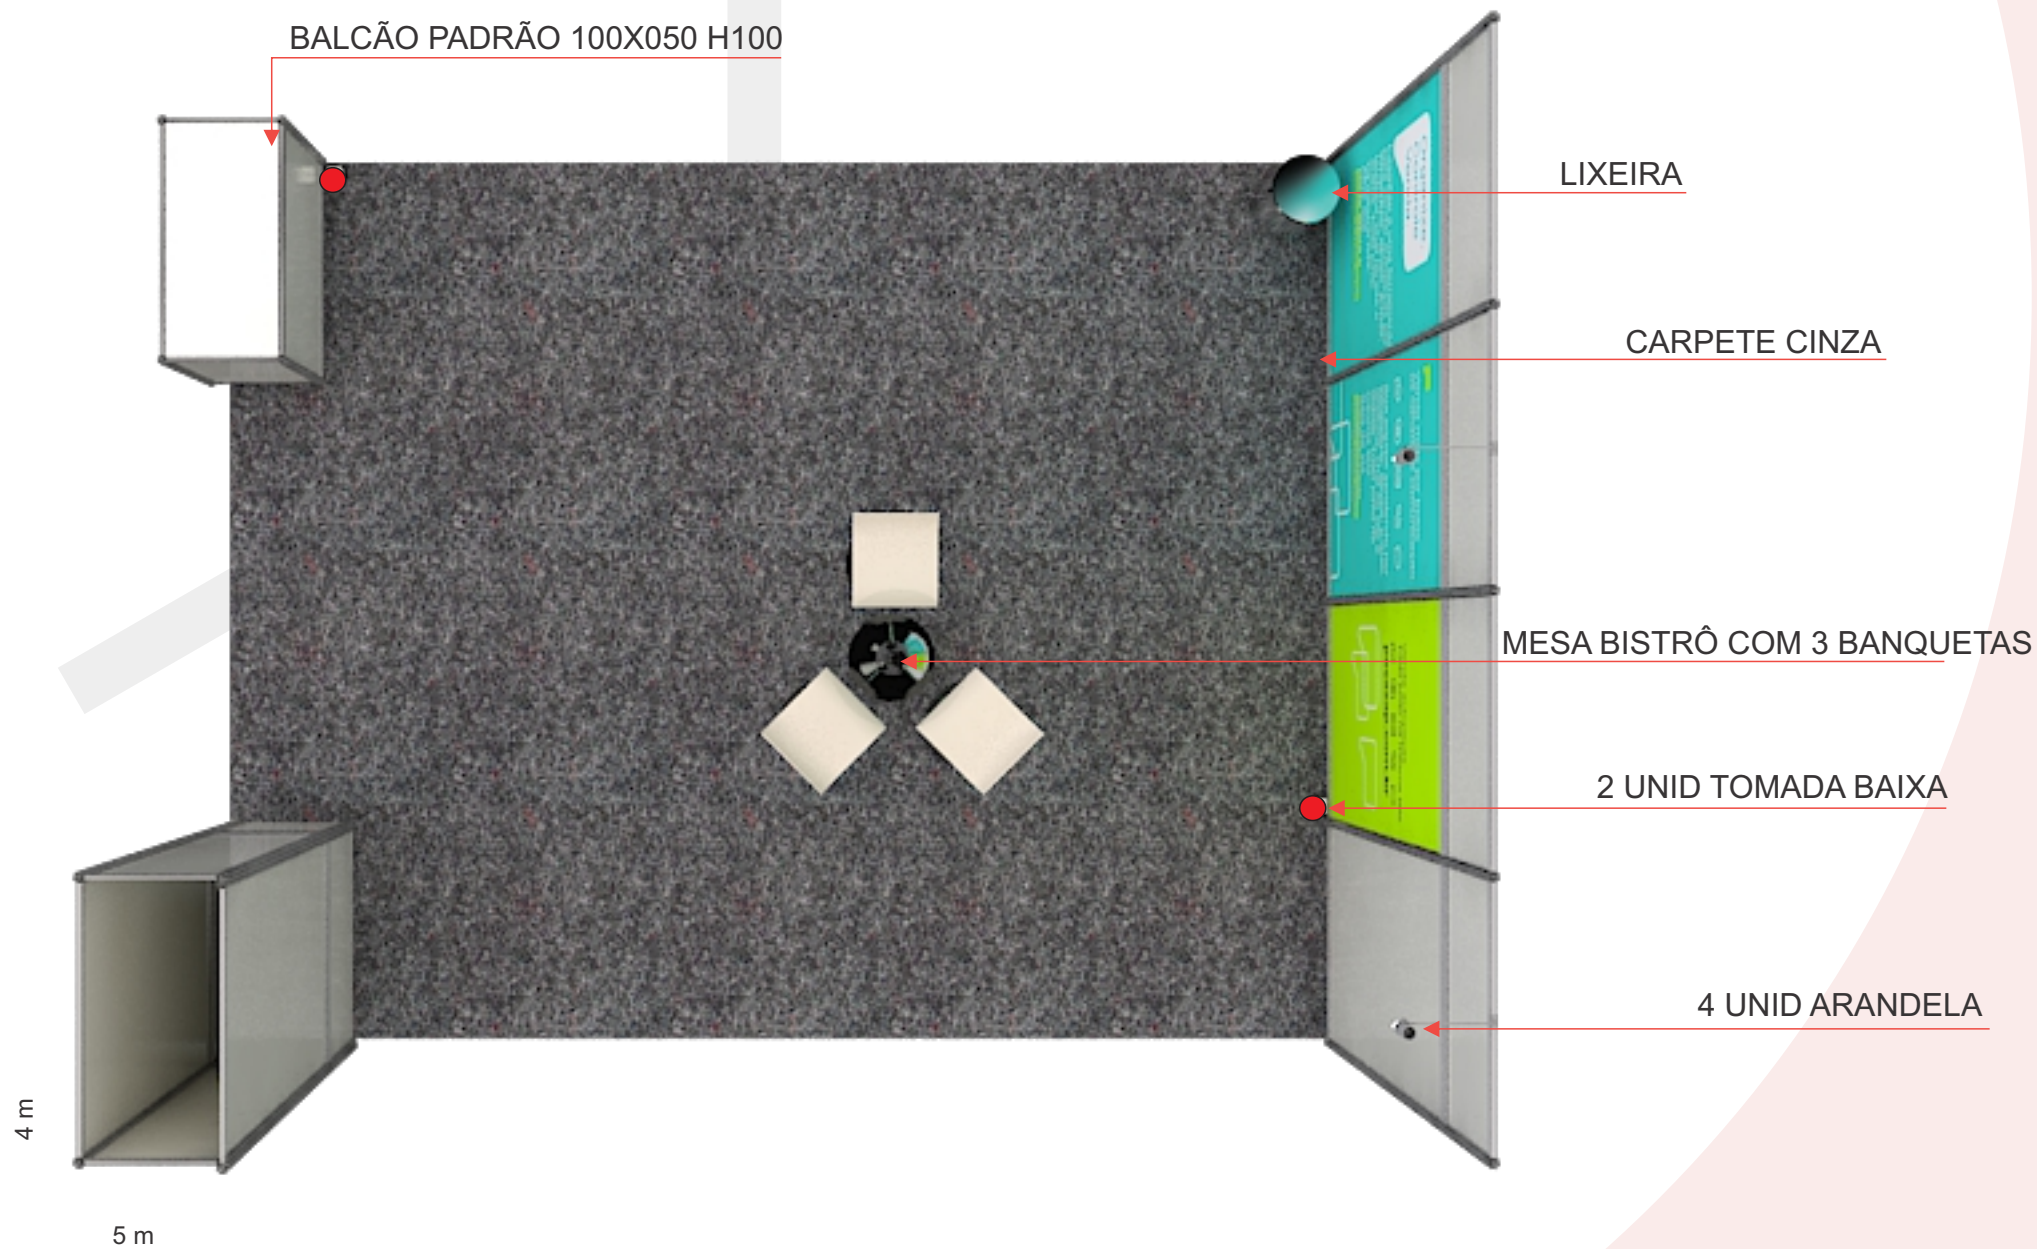 BALCÃO PADRÃO 100X050 H100
LIXEIRA
CARPETE CINZA
MESA BISTRÔ COM 3 BANQUETAS
2 UNID TOMADA BAIXA
4 UNID ARANDELA
4 m
5 m